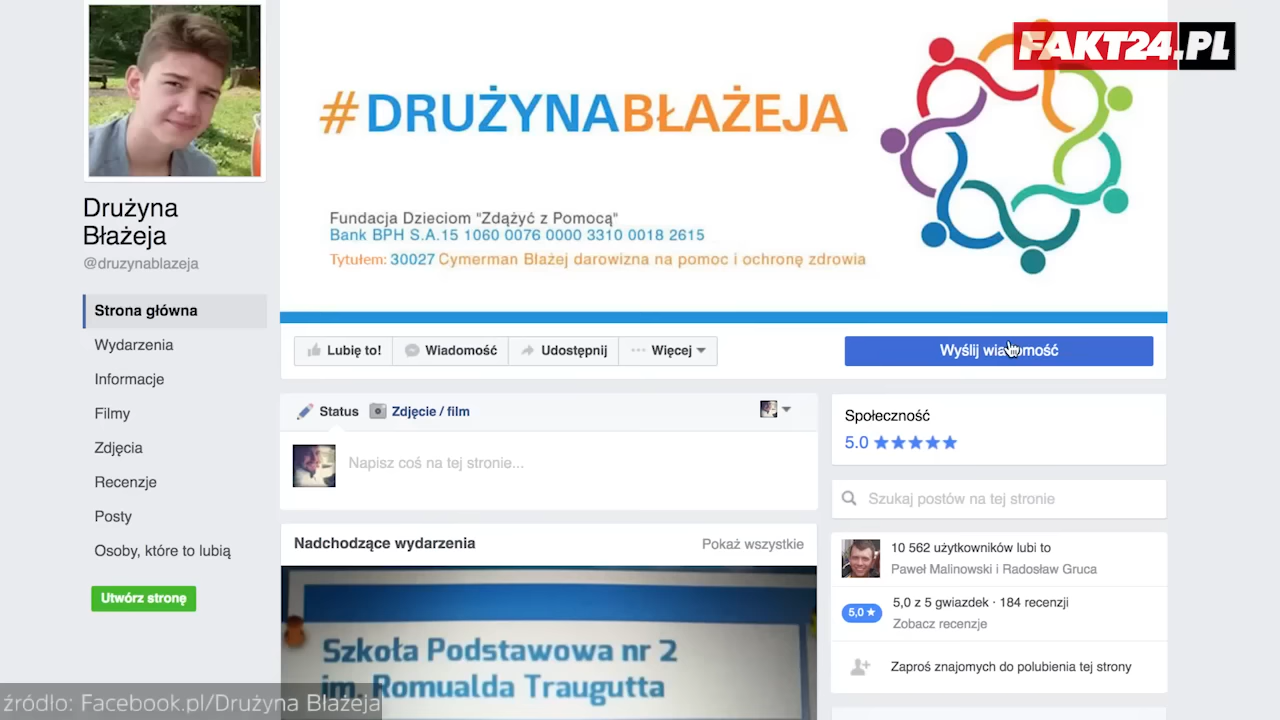 FAKT24.PL
#DRUŻYNABŁAŻEJA
Fundacja Dzieciom "Zdążyć z Pomocą"
Bank BPH S.A.15 1060 0076 0000 3310 0018 2615
Tytułem: 30027 Cymerman Błażej darowizna na pomoc i ochronę zdrowia
Drużyna
Błażeja
@druzynablazeja
Strona główna
Wydarzenia
Informacje
Filmy
Zdjęcia
Recenzje
Posty
Osoby, które to lubią
Utwórz stronę
Lubię to!
Wiadomość
Udostępnij
Więcej
Wyślij wiadomość
Status
Zdjęcie / film
Napisz coś na tej stronie...
Nadchodzące wydarzenia
Pokaż wszystkie
Szkoła Podstawowa nr 2
im. Romualda Traugutta
Społeczność
5.0
Szukaj postów na tej stronie
10 562 użytkowników lubi to
Paweł Malinowski i Radosław Gruca
5,0
5,0 z 5 gwiazdek · 184 recenzji
Zobacz recenzje
Zaproś znajomych do polubienia tej strony
źródło: Facebook.pl/Drużyna Błażeja